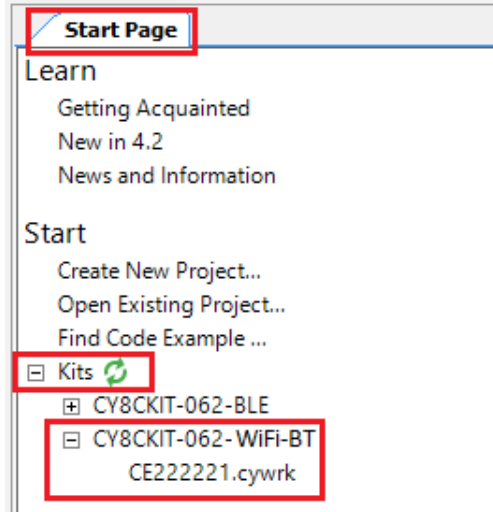 Start Page
Learn
Getting Acquainted
New in 4.2
News and Information
Start
Create New Project...
Open Existing Project...
Find Code Example ...
Kits
CY8CKIT-062-BLE
CY8CKIT-062-WiFi-BT
CE222221.cywrk